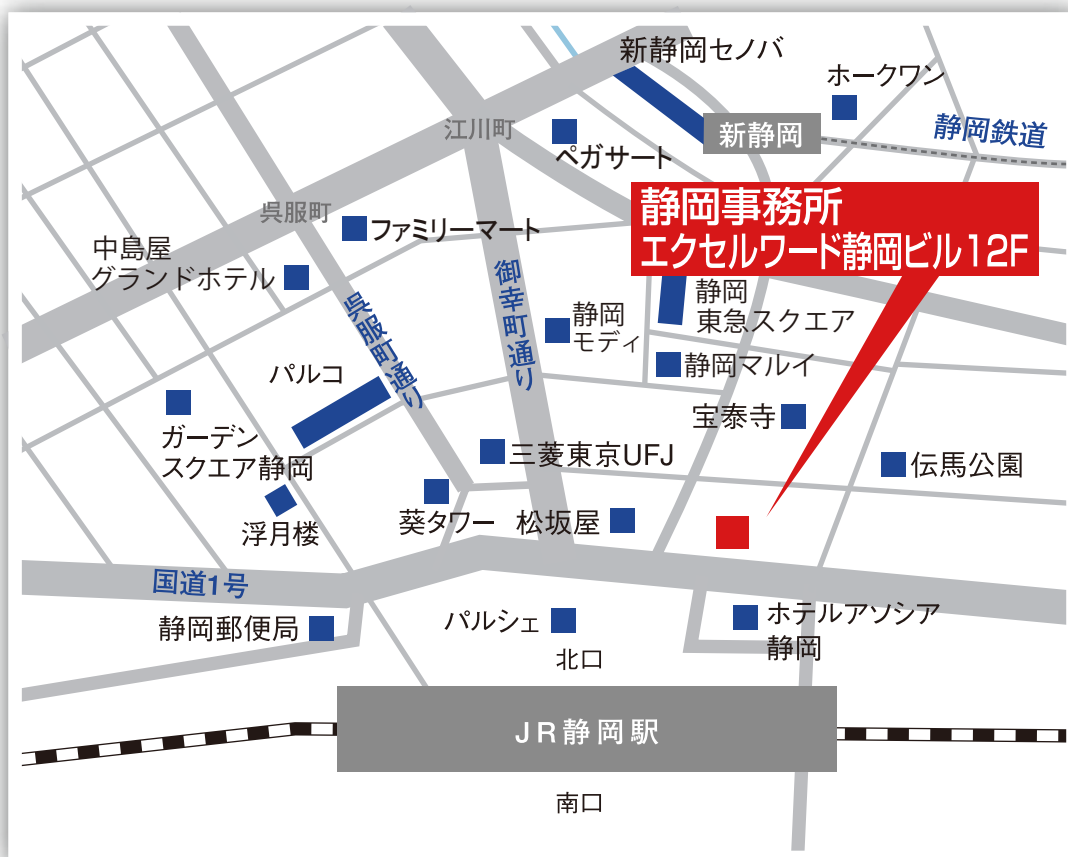 新静岡セノバ
ホークワン
江川町
ペガサート
新静岡
静岡鉄道
呉服町
ファミリーマート
静岡事務所
エクセルワード静岡ビル12F
中島屋
グランドホテル
呉服町通り
御幸町通り
静岡
モディ
静岡
東急スクエア
静岡マルイ
パルコ
宝泰寺
ガーデン
スクエア静岡
三菱東京UFJ
伝馬公園
浮月楼
葵タワー
松坂屋
国道1号
静岡郵便局
パルシェ
ホテルアソシア
静岡
北口
JR静岡駅
南口